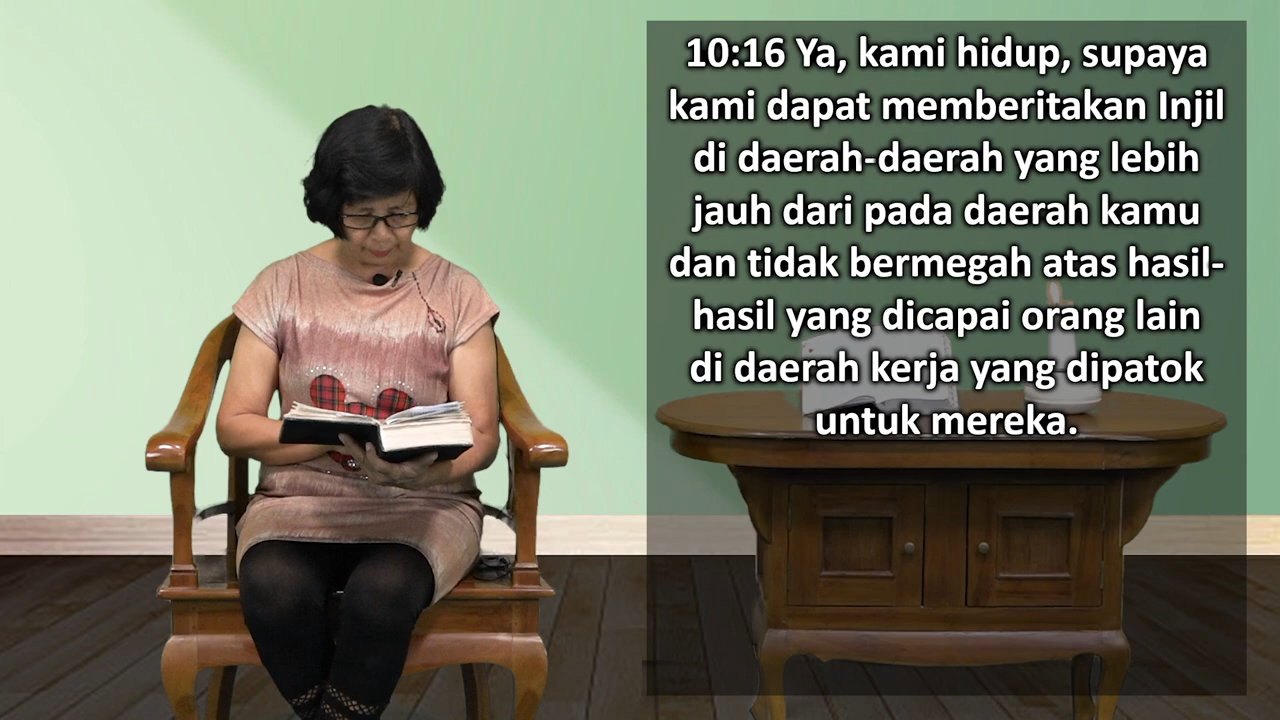 10:16 Ya, kami hidup, supaya
kami dapat memberitakan Injil
di daerah-daerah yang lebih
jauh dari pada daerah kamu
dan tidak bermegah atas hasil-
hasil yang dicapai orang lain
di daerah kerja yang dipatok
untuk mereka.